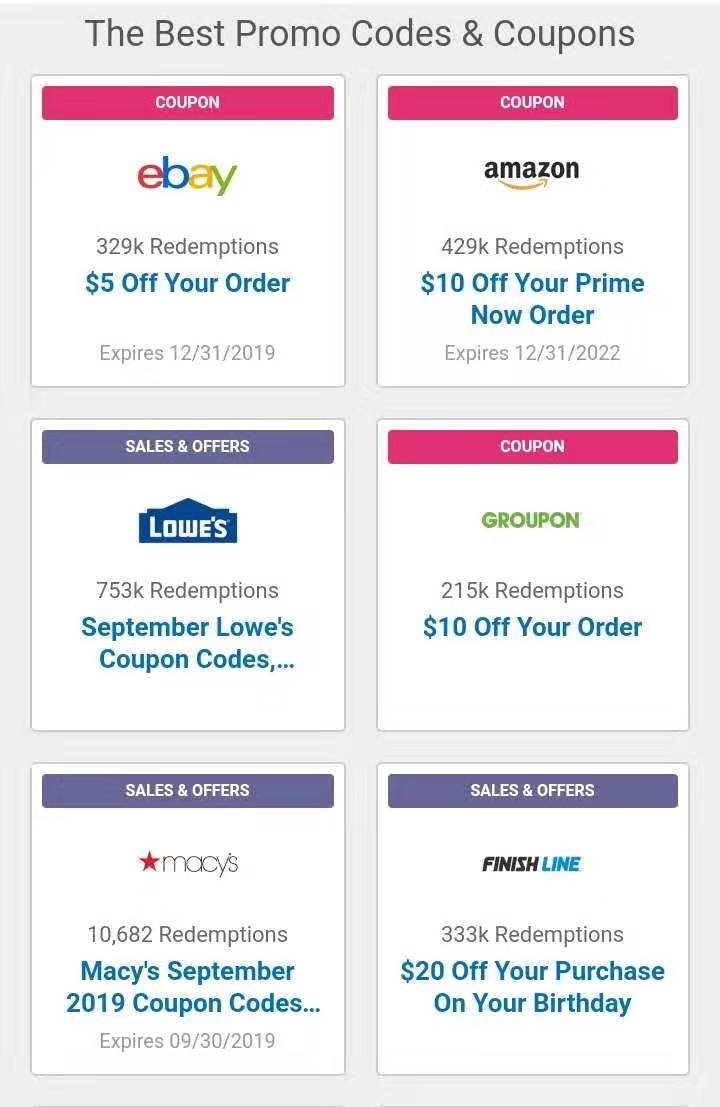 The Best Promo Codes & Coupons
COUPON
ebay
329k Redemptions
$5 Off Your Order
Expires 12/31/2019
COUPON
amazon
429k Redemptions
$10 Off Your Prime
Now Order
Expires 12/31/2022
SALES & OFFERS
LOWE'S
753k Redemptions
September Lowe's
Coupon Codes,...
COUPON
GROUPON
215k Redemptions
$10 Off Your Order
SALES & OFFERS
macy's
10,682 Redemptions
Macy's September
2019 Coupon Codes...
Expires 09/30/2019
SALES & OFFERS
FINISH LINE
333k Redemptions
$20 Off Your Purchase
On Your Birthday